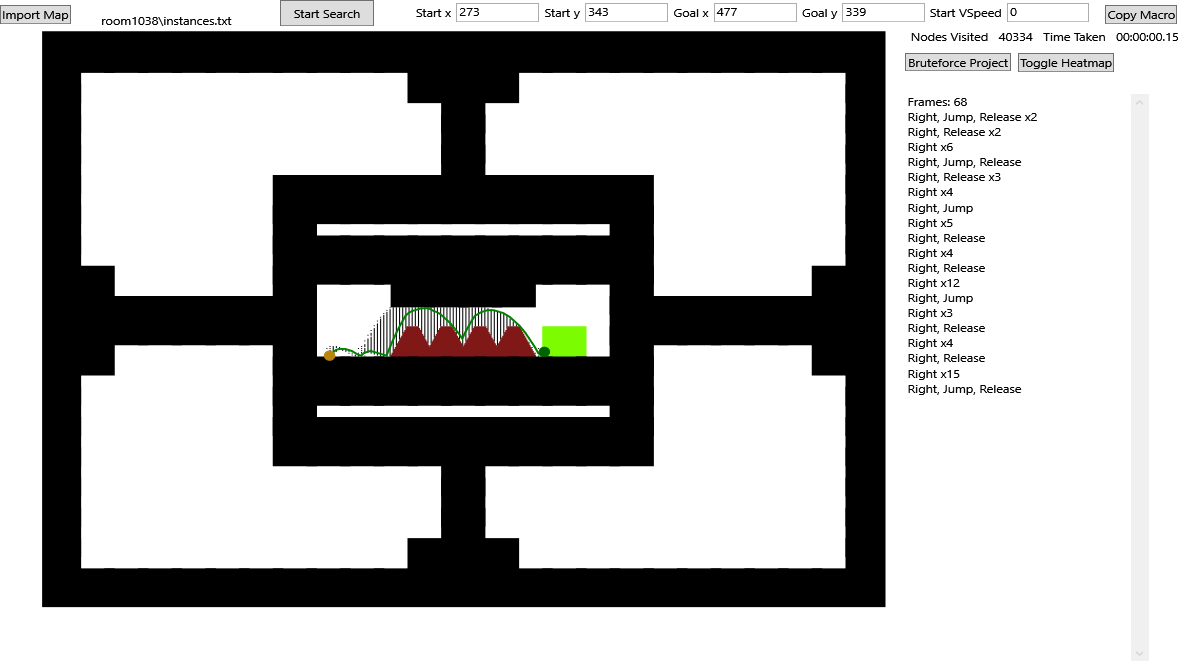 Import Map room1038\instances.txt Start Search Start x 273 Start y 343 Goal x 477 Goal y 339 Start VSpeed 0 Copy Macro
Nodes Visited 40334 Time Taken 00:00:00.15
Bruteforce Project Toggle Heatmap
Frames: 68
Right, Jump, Release x2
Right, Release x2
Right x6
Right, Jump, Release
Right, Release x3
Right x4
Right, Jump
Right x5
Right, Release
Right x4
Right, Release
Right x12
Right, Jump
Right x3
Right, Release
Right x4
Right, Release
Right x15
Right, Jump, Release